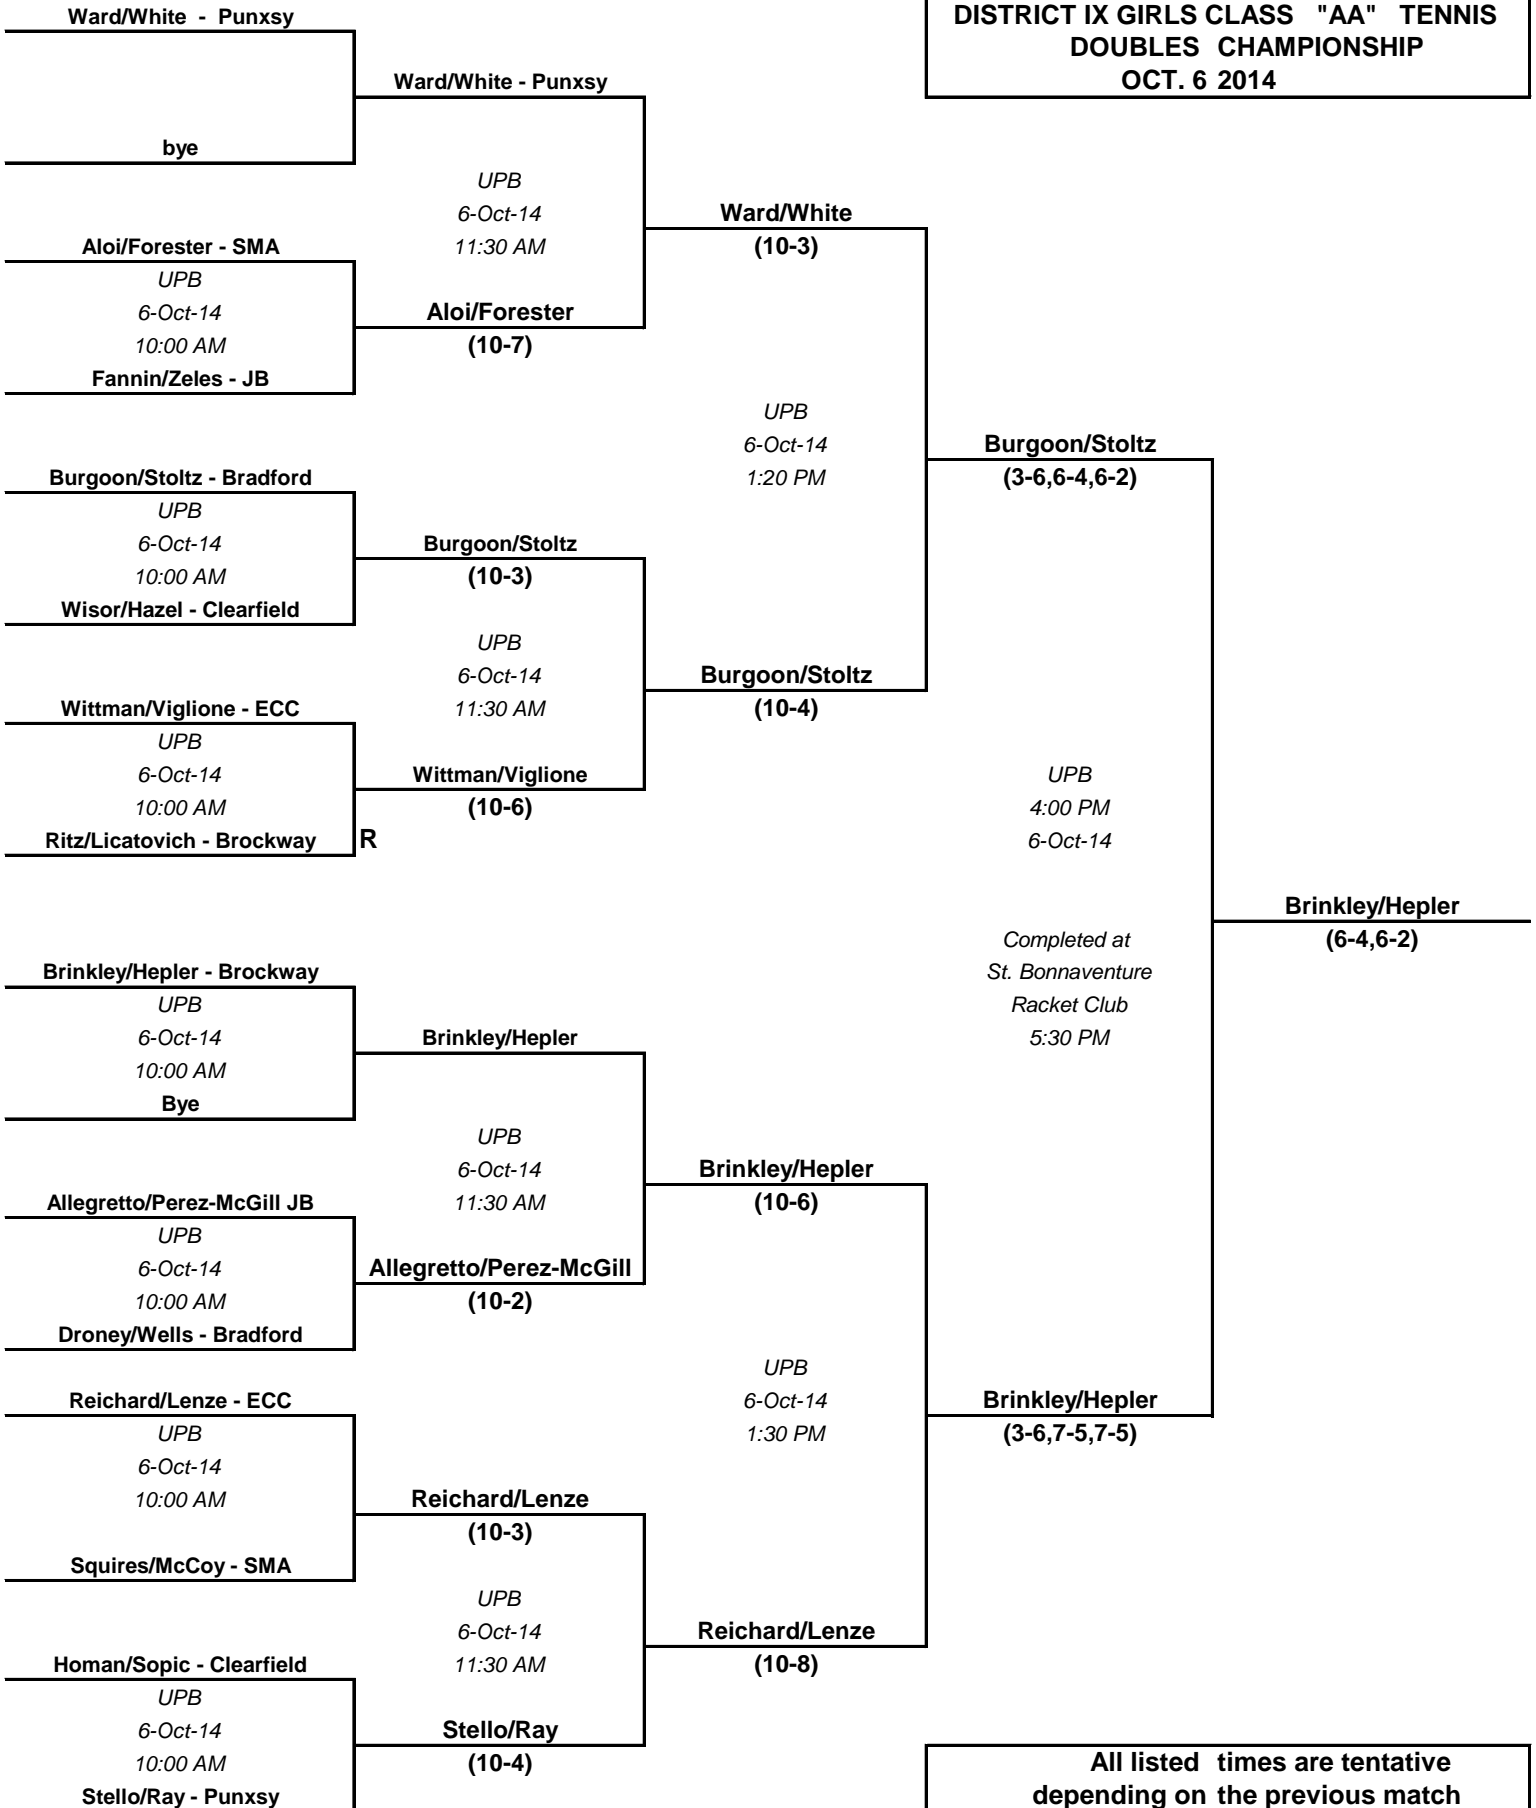 Ward/White - Punxsy
DISTRICT IX GIRLS CLASS "AA" TENNIS
DOUBLES CHAMPIONSHIP
OCT. 6 2014
bye
Aloi/Forester - SMA
UPB
6-Oct-14
10:00 AM
Fannin/Zeles - JB
Burgoon/Stoltz - Bradford
UPB
6-Oct-14
10:00 AM
Wisor/Hazel - Clearfield
Wittman/Viglione - ECC
UPB
6-Oct-14
10:00 AM
Ritz/Licatovich - Brockway R
Brinkley/Hepler - Brockway
UPB
6-Oct-14
10:00 AM
Bye
Allegretto/Perez-McGill JB
UPB
6-Oct-14
10:00 AM
Droney/Wells - Bradford
Reichard/Lenze - ECC
UPB
6-Oct-14
10:00 AM
Squires/McCoy - SMA
Homan/Sopic - Clearfield
UPB
6-Oct-14
10:00 AM
Stello/Ray - Punxsy
Ward/White - Punxsy
UPB
6-Oct-14
11:30 AM
Aloi/Forester
(10-7)
Burgoon/Stoltz
(10-3)
UPB
6-Oct-14
11:30 AM
Wittman/Viglione
(10-6)
Brinkley/Hepler
UPB
6-Oct-14
11:30 AM
Allegretto/Perez-McGill
(10-2)
Reichard/Lenze
(10-3)
UPB
6-Oct-14
11:30 AM
Stello/Ray
(10-4)
Ward/White
(10-3)
UPB
6-Oct-14
1:20 PM
Burgoon/Stoltz
(10-4)
Brinkley/Hepler
(10-6)
UPB
6-Oct-14
1:30 PM
Reichard/Lenze
(10-8)
Burgoon/Stoltz
(3-6,6-4,6-2)
UPB
4:00 PM
6-Oct-14
Completed at
St. Bonnaventure
Racket Club
5:30 PM
Brinkley/Hepler
(3-6,7-5,7-5)
Brinkley/Hepler
(6-4,6-2)
All listed times are tentative
depending on the previous match